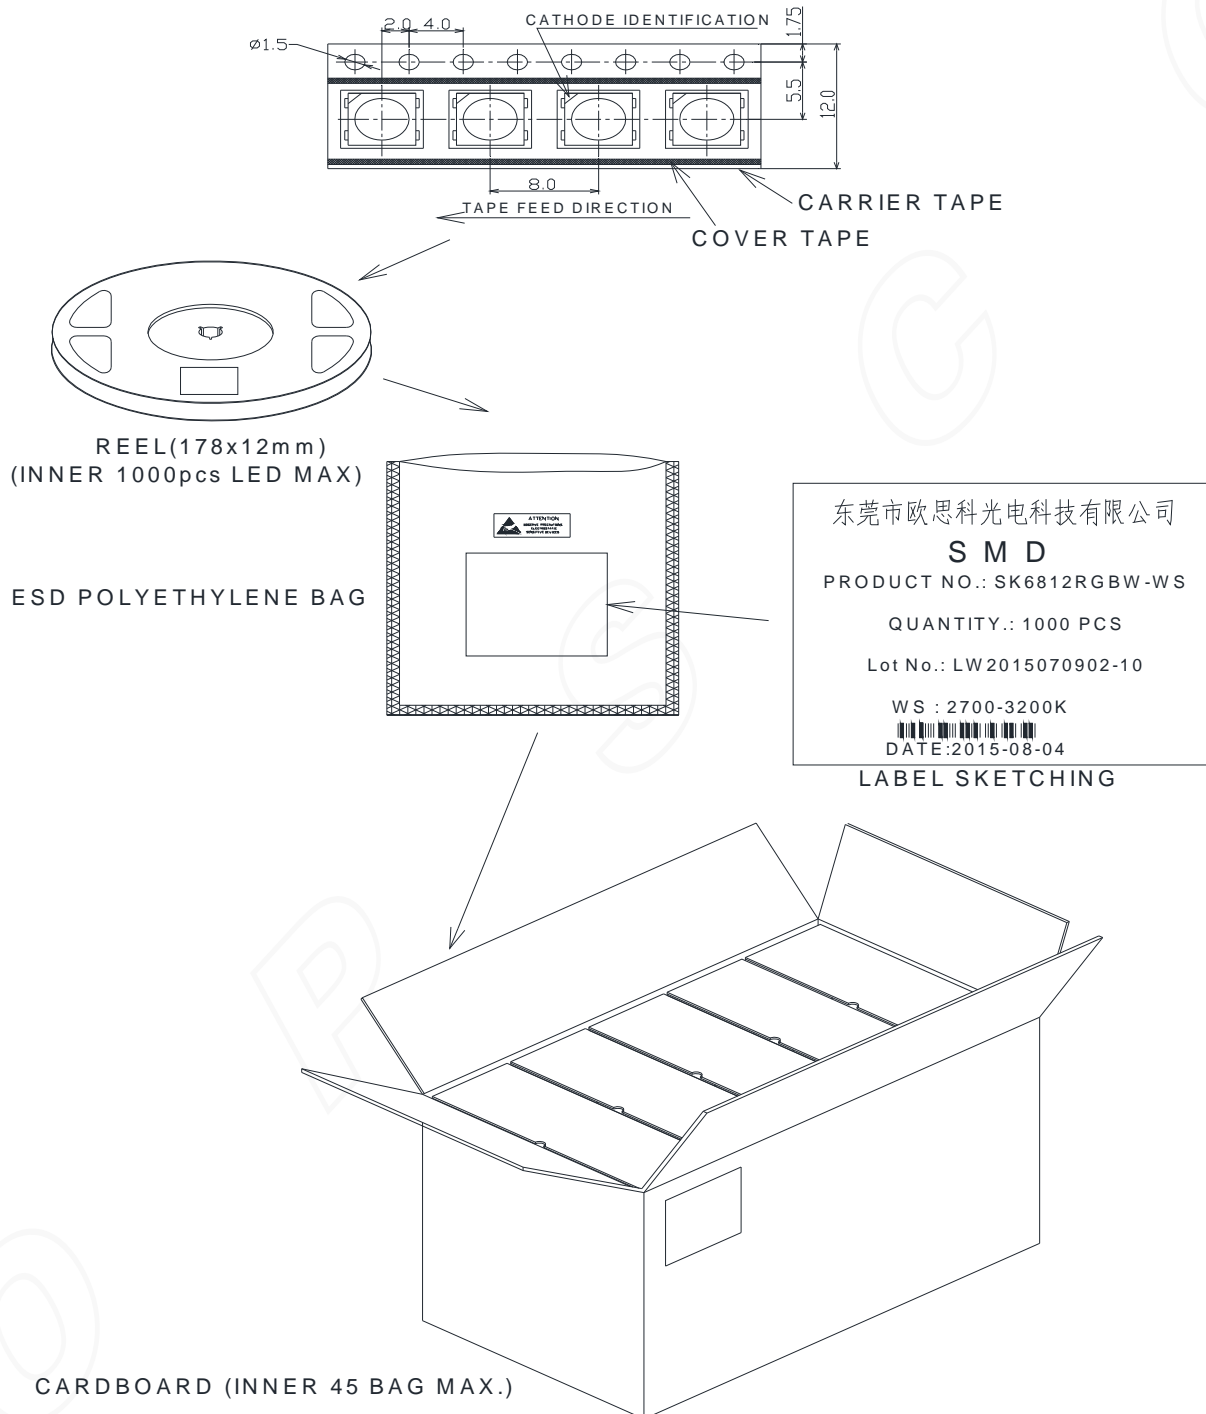 2.0 4.0
CATHODE IDENTIFICATION
1.75
ø1.5
5.5
12.0
8.0
TAPE FEED DIRECTION
CARRIER TAPE
COVER TAPE
REEL(178x12mm)
(INNER 1000pcs LED MAX)
ATTENTION
ESD POLYETHYLENE BAG
东莞市欧思科光电科技有限公司
SMD
PRODUCT NO.: SK6812RGBW-WS
QUANTITY.: 1000 PCS
Lot No.: LW2015070902-10
WS : 2700-3200K
DATE:2015-08-04
LABEL SKETCHING
CARDBOARD (INNER 45 BAG MAX.)
OPSC